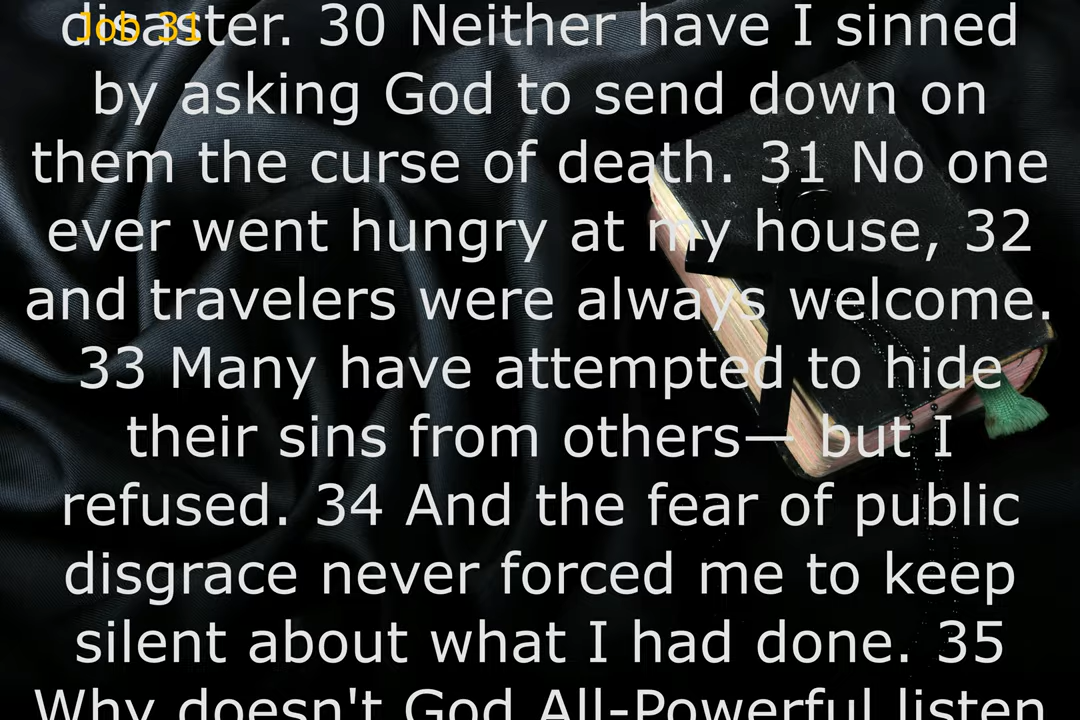 Job 31
disaster. 30 Neither have I sinned
by asking God to send down on
them the curse of death. 31 No one
ever went hungry at my house, 32
and travelers were always welcome.
33 Many have attempted to hide
their sins from others— but I
refused. 34 And the fear of public
disgrace never forced me to keep
silent about what I had done. 35
Why doesn't God All-Powerful listen